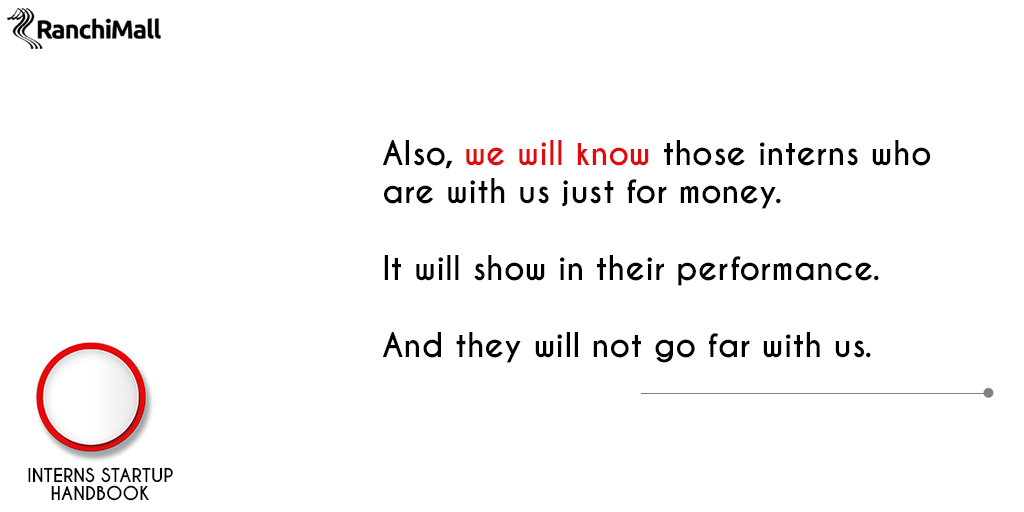 RanchiMall
Also, we will know those interns who
are with us just for money.
It will show in their performance.
And they will not go far with us.
INTERNS STARTUP
HANDBOOK